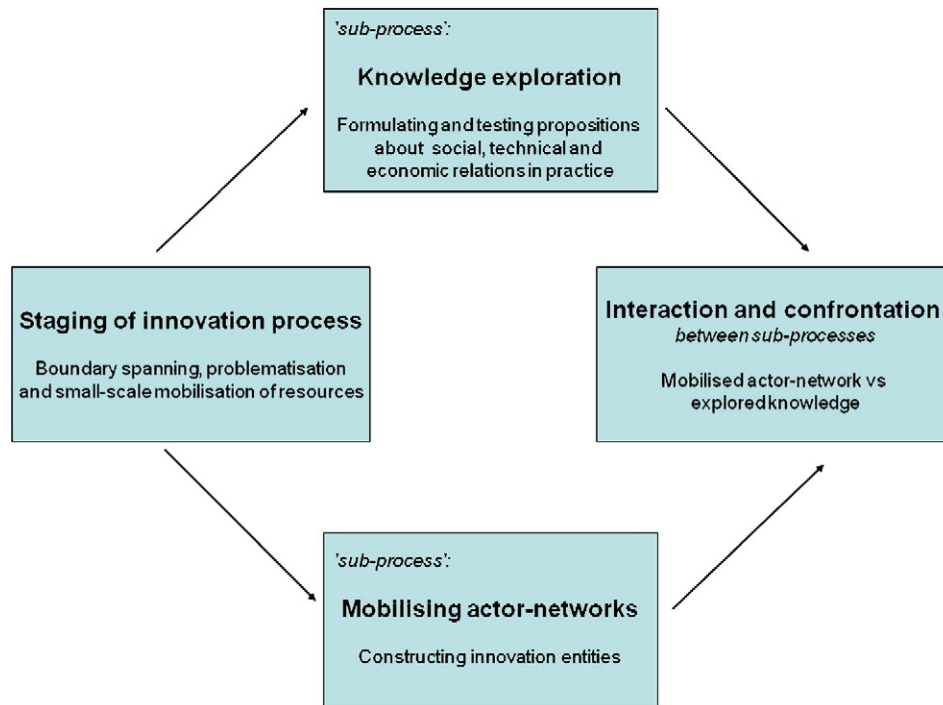 'sub-process':
Knowledge exploration
Formulating and testing propositions
about social, technical and
economic relations in practice
Staging of innovation process
Boundary spanning, problematisation
and small-scale mobilisation of resources
Interaction and confrontation
between sub-processes
Mobilised actor-network vs
explored knowledge
'sub-process':
Mobilising actor-networks
Constructing innovation entities